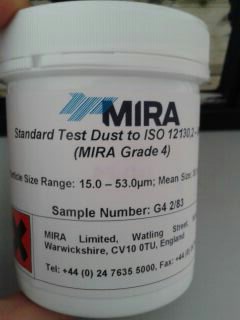 MIRA
Standard Test Dust to ISO 12130.2
(MIRA Grade 4)
Size Range: 15.0 – 53.0µm; Mean Size:
Sample Number: G4 2/83
MIRA Limited, Watling Street,
Warwickshire, CV10 0TU, England
Tel: +44 (0) 24 7635 5000, Fax: +44 (0)